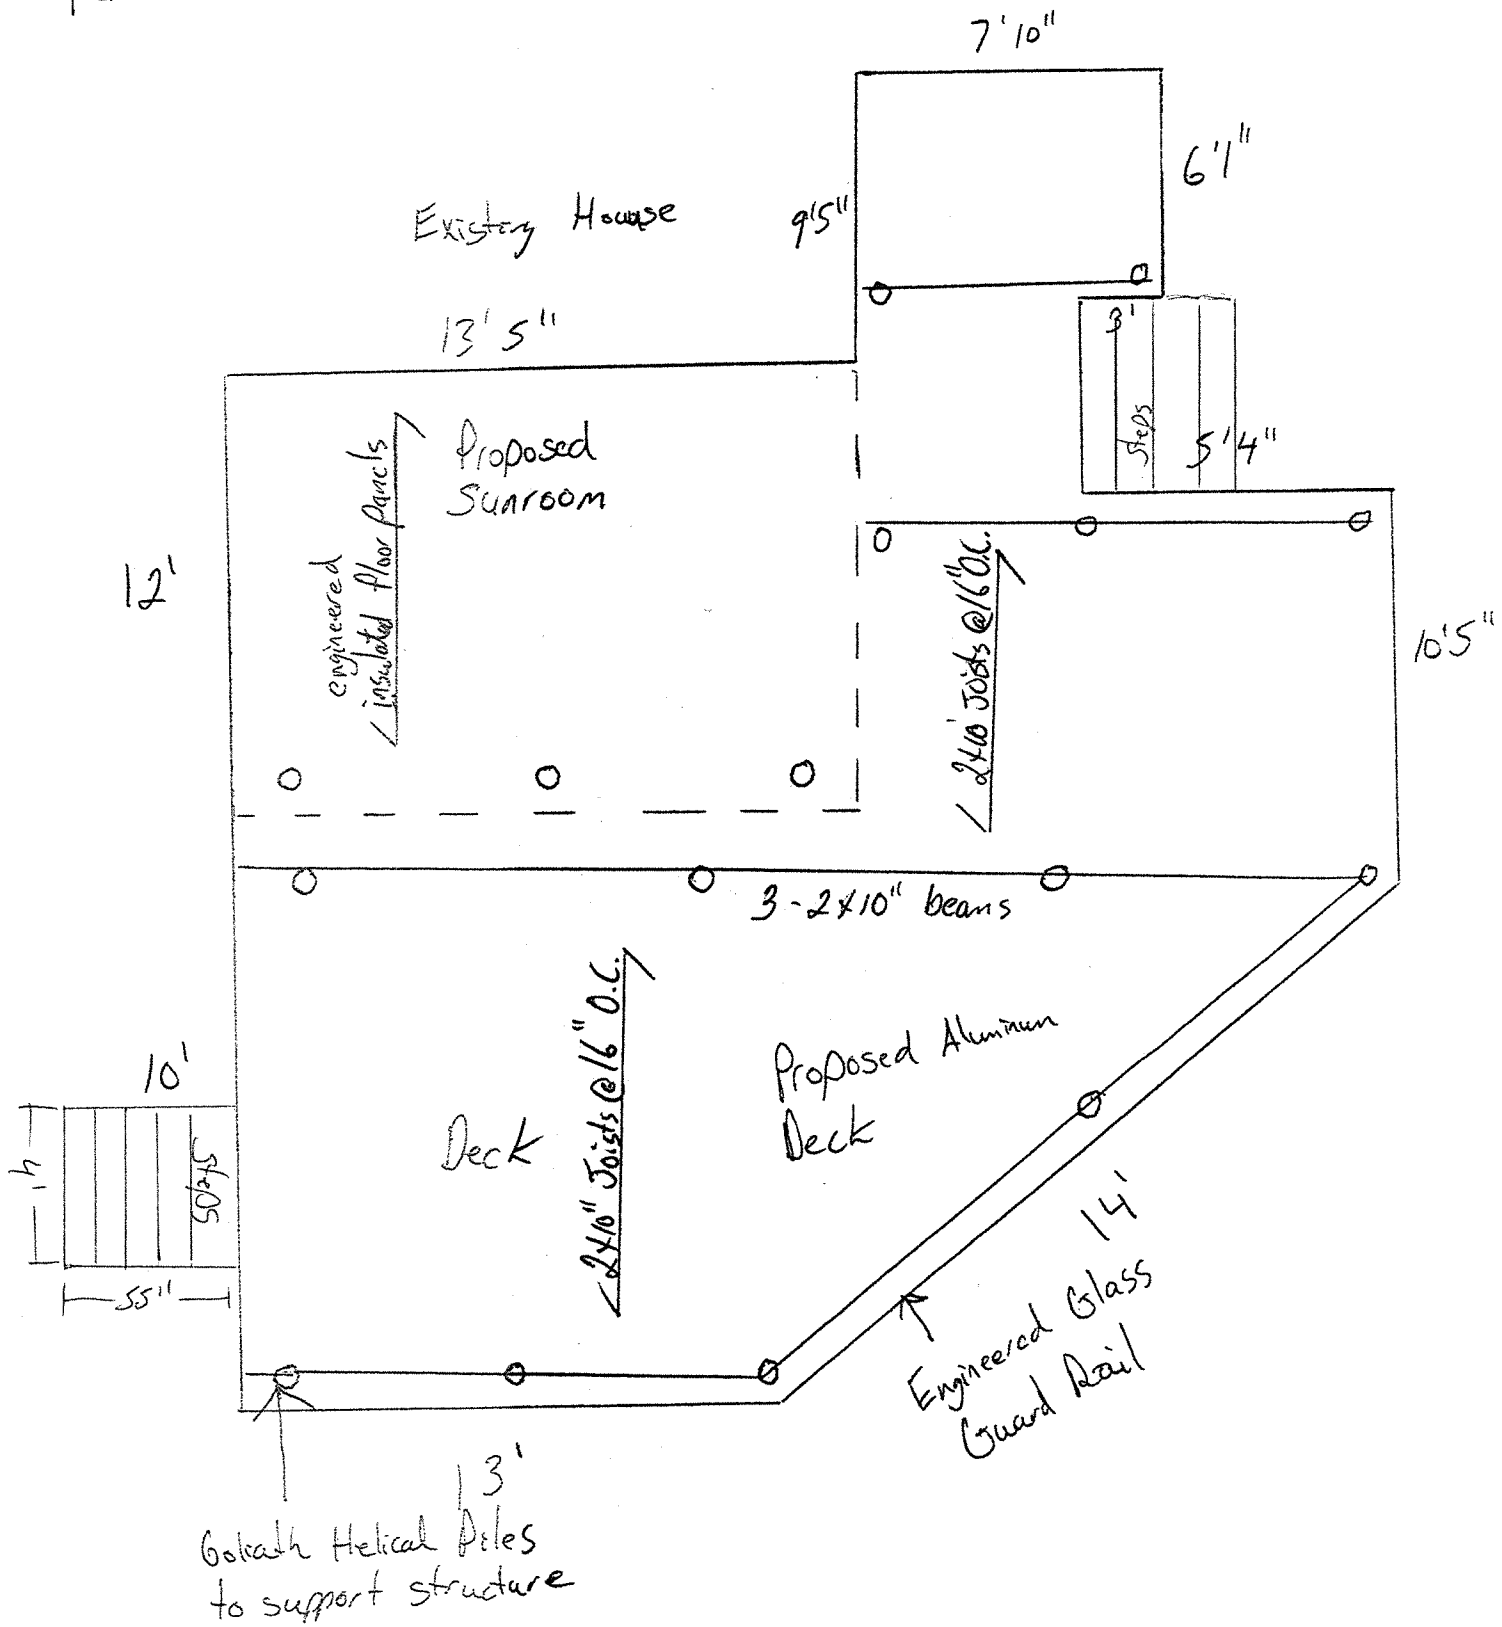 7'10"
6'1"
Existing House
9'5"
13'5"
3'
Steps
5'4"
Proposed
Sunroom
engineered
insulated floor panels
12'
2x10" Joists @ 16" O.C.
10'5"
3-2x10" beams
10'
4'
Steps
55"
Deck
2x10" Joists @ 16" O.C.
Proposed Aluminum
Deck
14'
Engineered Glass
Guard Rail
13'
Goliath Helical Piles
to support structure